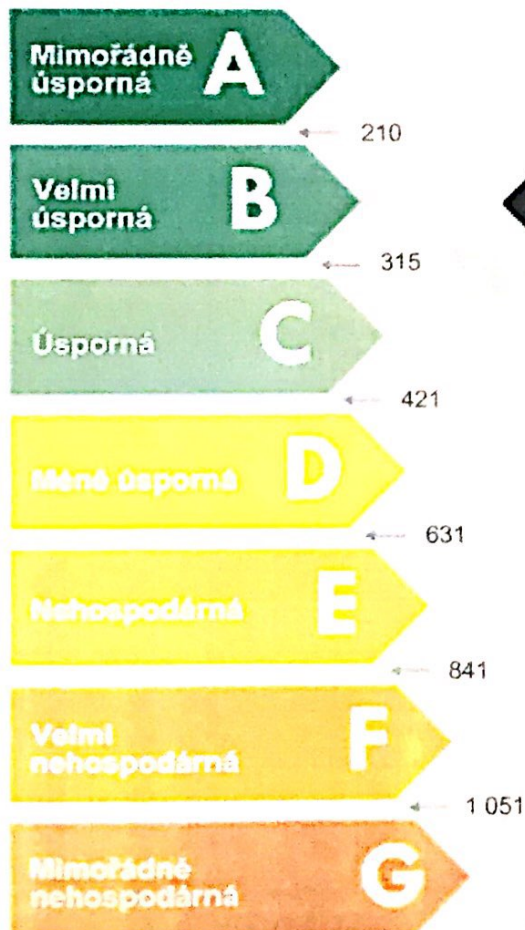 Mimořádně
úsporná
A
210
Velmi
úsporná
B
315
Úsporná
C
421
Méně úsporná
D
631
Nehospodárná
E
841
Velmi
nehospodárná
F
1 051
Mimořádně
nehospodárná
G